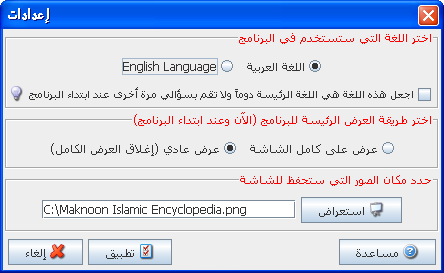 إعدادات
اختر اللغة التي ستستخدم في البرنامج
اللغة العربية English Language
اجعل هذه اللغة هي اللغة الرئيسة دوماً ولا تقم بسؤالي مرة أخرى عند ابتداء البرنامج
اختر طريقة العرض الرئيسة للبرنامج (الآن وعند ابتداء البرنامج)
عرض على كامل الشاشة عرض عادي (إغلاق العرض الكامل)
حدد مكان الصور التي ستحفظ للشاشة
استعراض C:\Maknoon Islamic Encyclopedia.png
مساعدة تطبيق إلغاء